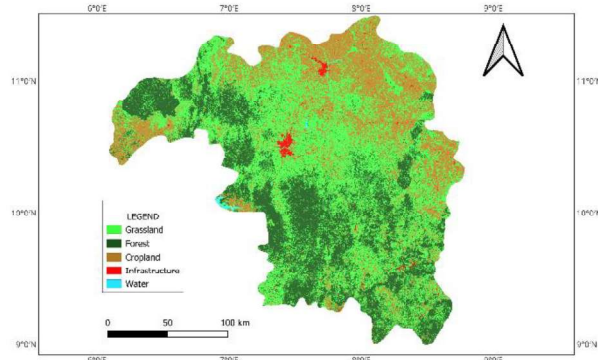 6°0'E 7°0'E 8°0'E 9°0'E
11°0'N 11°0'N
10°0'N 10°0'N
LEGEND
Grassland
Forest
Cropland
Infrastructure
Water
0 50 100 km
9°0'N 9°0'N